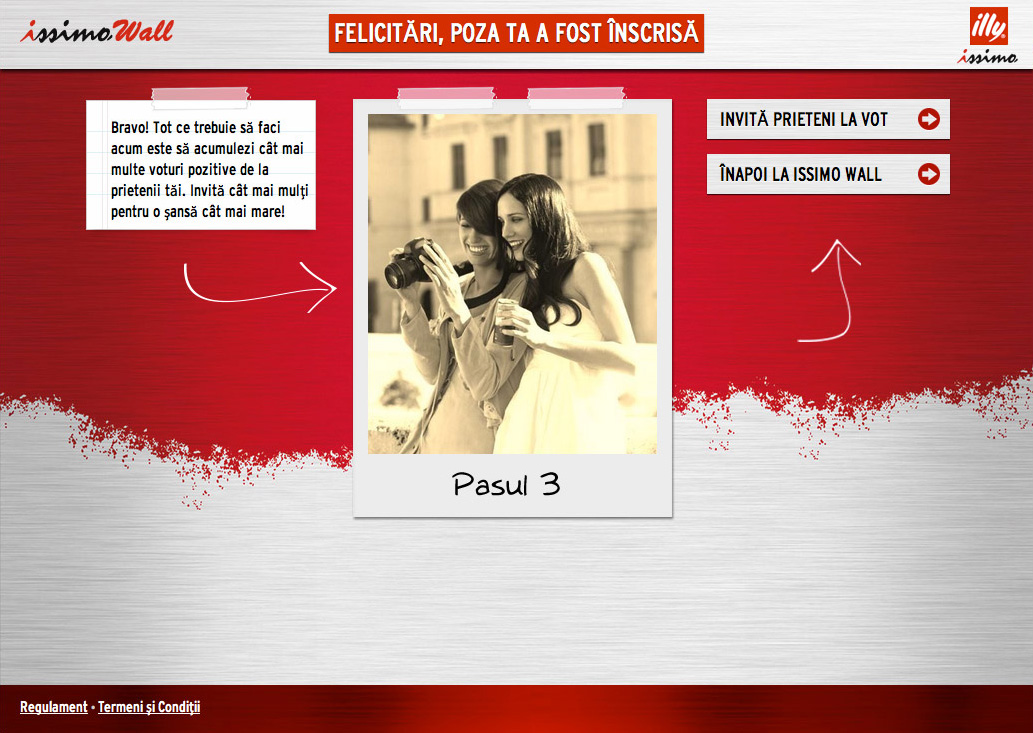 issimoWall
FELICITĂRI, POZA TA A FOST ÎNSCRISĂ
illy
issimo
Bravo! Tot ce trebuie să faci
acum este să acumulezi cât mai
multe voturi pozitive de la
prietenii tăi. Invită cât mai mulţi
pentru o şansă cât mai mare!
INVITĂ PRIETENI LA VOT
ÎNAPOI LA ISSIMO WALL
Pasul 3
Regulament • Termeni şi Condiţii